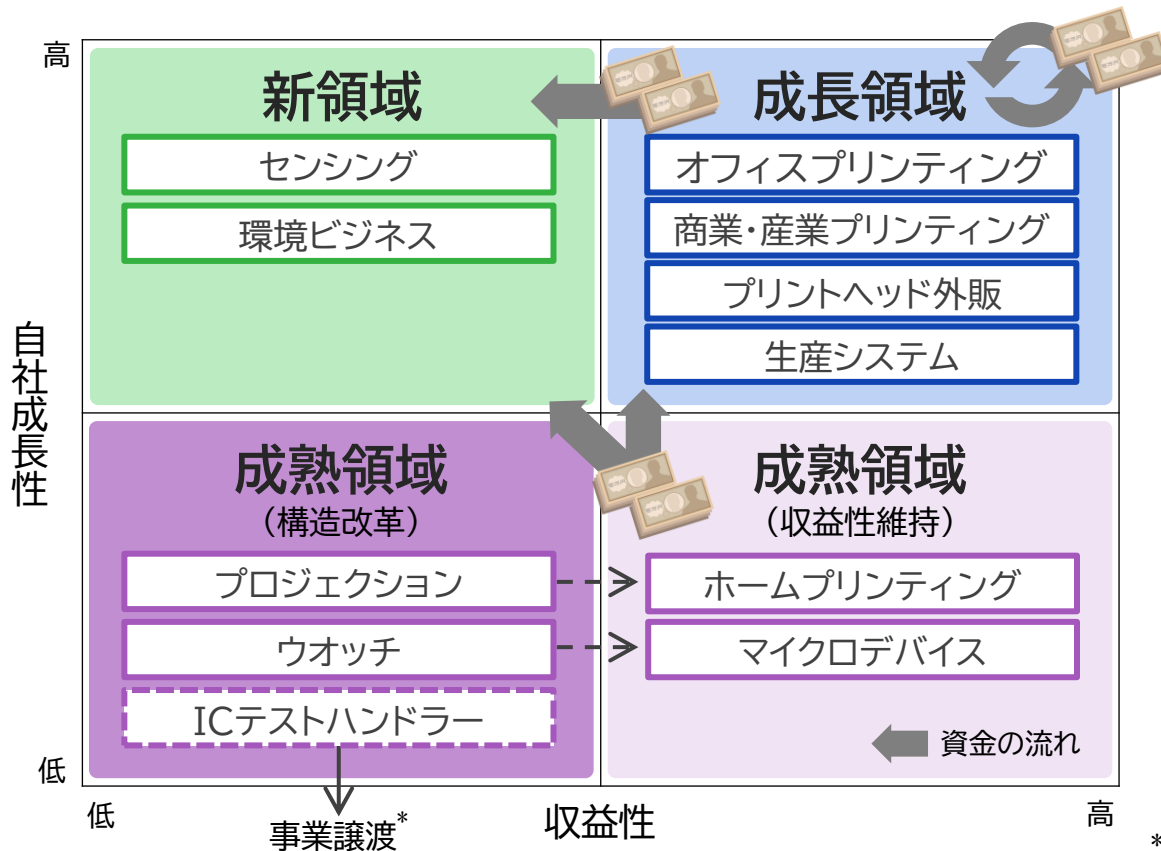 高
新領域
センシング
環境ビジネス
成長領域
オフィスプリンティング
商業・産業プリンティング
プリントヘッド外販
生産システム
自社成長性
成熟領域
（構造改革）
プロジェクション
ウオッチ
ICテストハンドラー
成熟領域
（収益性維持）
ホームプリンティング
マイクロデバイス
資金の流れ
低
低
事業譲渡*
収益性
高
*